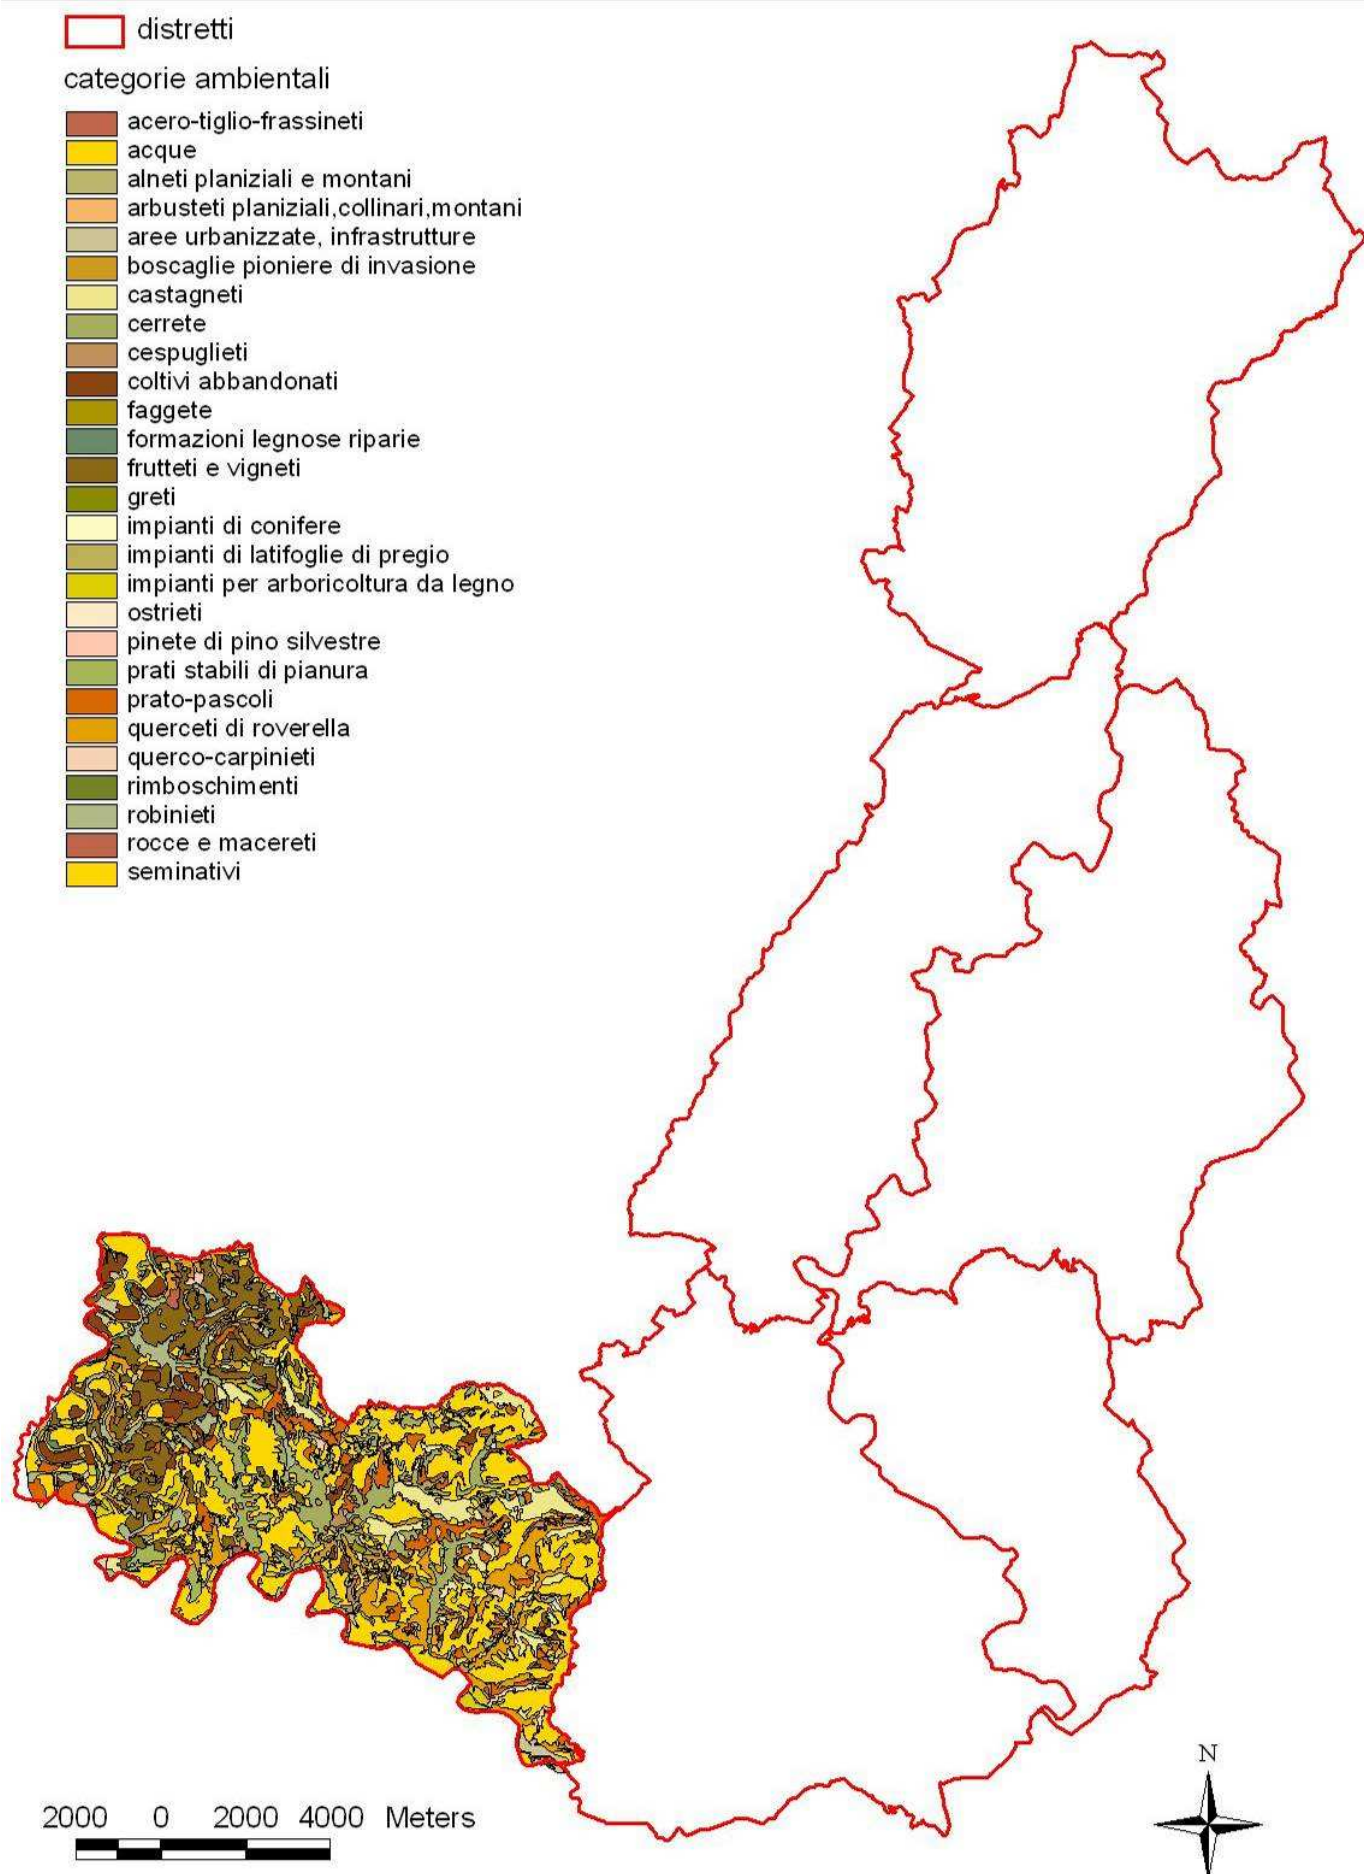 distretti
categorie ambientali
acero-tiglio-frassineti
acque
alneti planiziali e montani
arbusteti planiziali,collinari,montani
aree urbanizzate, infrastrutture
boscaglie pioniere di invasione
castagneti
cerrete
cespuglieti
coltivi abbandonati
faggete
formazioni legnose riparie
frutteti e vigneti
greti
impianti di conifere
impianti di latifoglie di pregio
impianti per arboricoltura da legno
ostrieti
pinete di pino silvestre
prati stabili di pianura
prato-pascoli
querceti di roverella
querco-carpinieti
rimboschimenti
robinieti
rocce e macereti
seminativi
N
2000 0 2000 4000 Meters